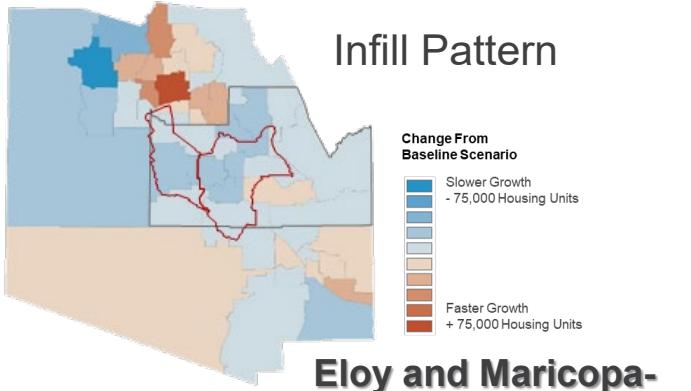 Infill Pattern
Change From
Baseline Scenario
Slower Growth
- 75,000 Housing Units
Faster Growth
+ 75,000 Housing Units
Eloy and Maricopa-